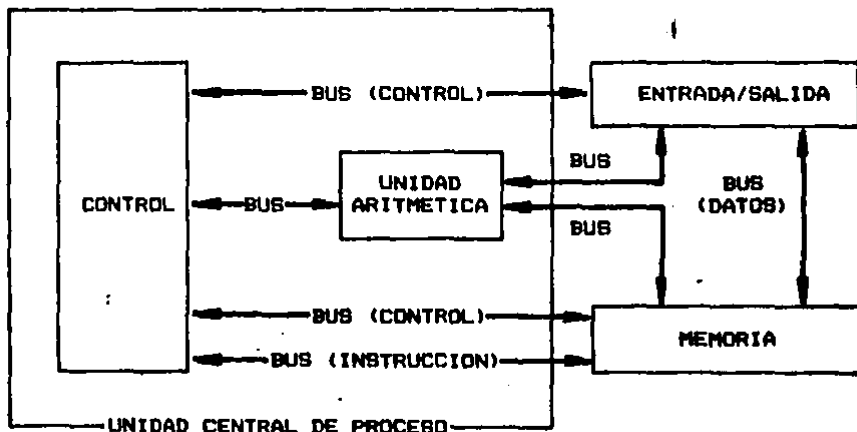 BUS (CONTROL)
ENTRADA/SALIDA
CONTROL
BUS
UNIDAD
ARITMETICA
BUS
BUS
BUS
(DATOS)
BUS (CONTROL)
BUS (INSTRUCCION)
MEMORIA
UNIDAD CENTRAL DE PROCESO